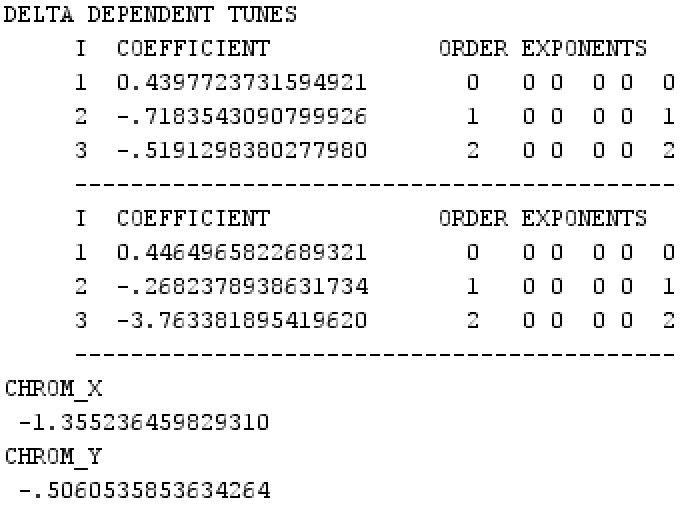 DELTA DEPENDENT TUNES
I COEFFICIENT ORDER EXPONENTS
1 0.4397723731594921 0 0 0 0 0 0
2 -.7183543090799926 1 0 0 0 0 1
3 -.5191298380277980 2 0 0 0 0 2
--------------------------------------------
I COEFFICIENT ORDER EXPONENTS
1 0.4464965822689321 0 0 0 0 0 0
2 -.2682378938631734 1 0 0 0 0 1
3 -3.763381895419620 2 0 0 0 0 2
--------------------------------------------
CHROM_X
-1.355236459829310
CHROM_Y
-.5060535853634264